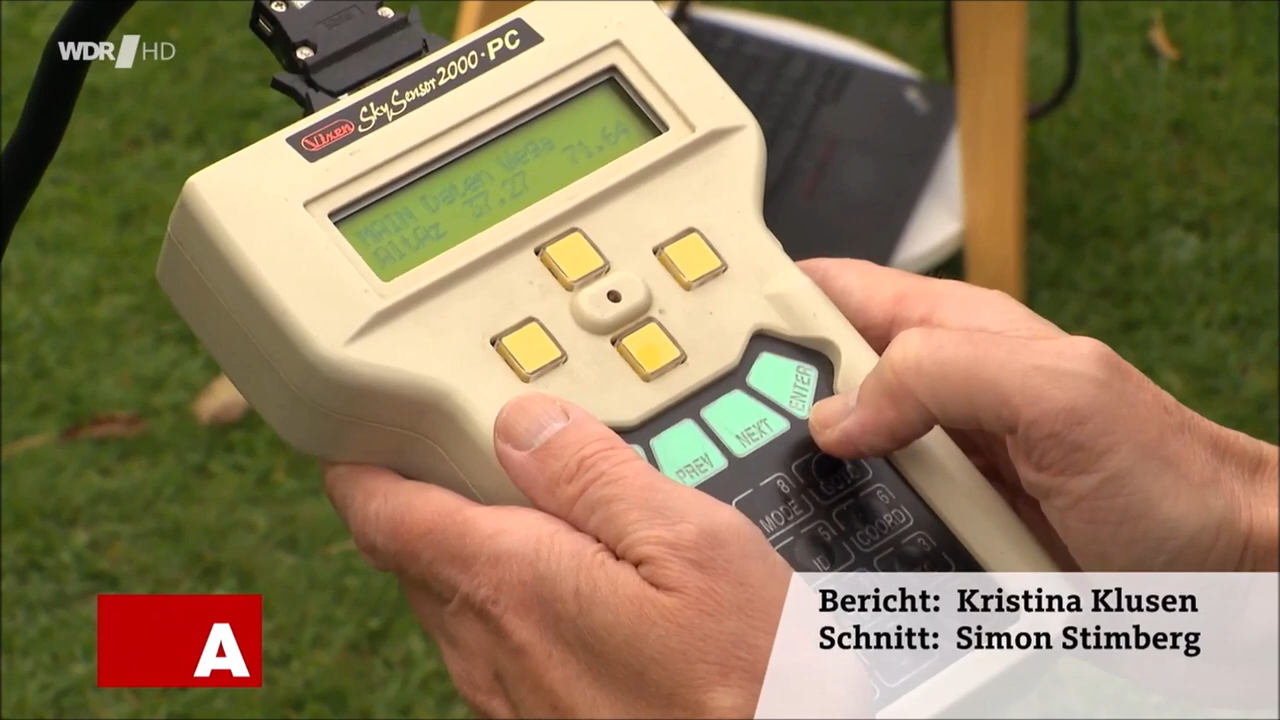 WDR HD
Vixen SkySensor2000·PC
MAIN Daten Wega
AltAz 37.27 71.64
ENTER
NEXT
PREV
8
MODE
6
COORD
5
3
A
Bericht: Kristina Klusen
Schnitt: Simon Stimberg